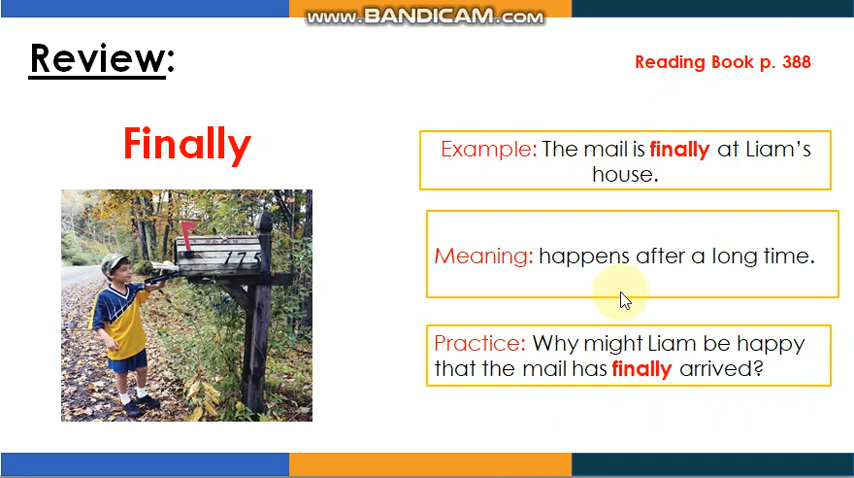 www.BANDICAM.com
Review:
Reading Book p. 388
Finally
Example: The mail is finally at Liam's
house.
175
Meaning: happens after a long time.
Practice: Why might Liam be happy
that the mail has finally arrived?